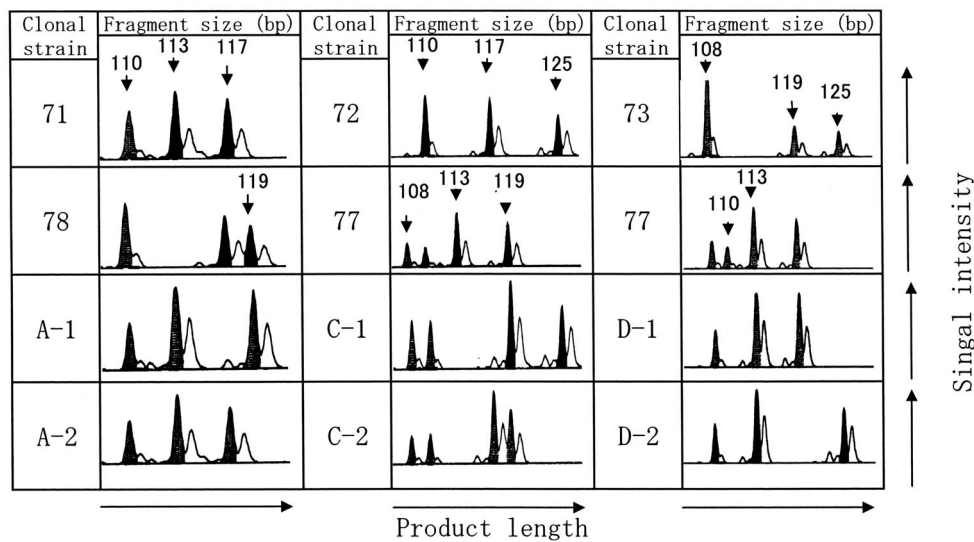 Clonal strain Fragment size (bp) Clonal strain Fragment size (bp) Clonal strain Fragment size (bp)
71 110 113 117 72 110 117 125 73 108 119 125
78 119 77 108 113 119 77 110 113
A-1 C-1 D-1
A-2 C-2 D-2
Product length
Singal intensity